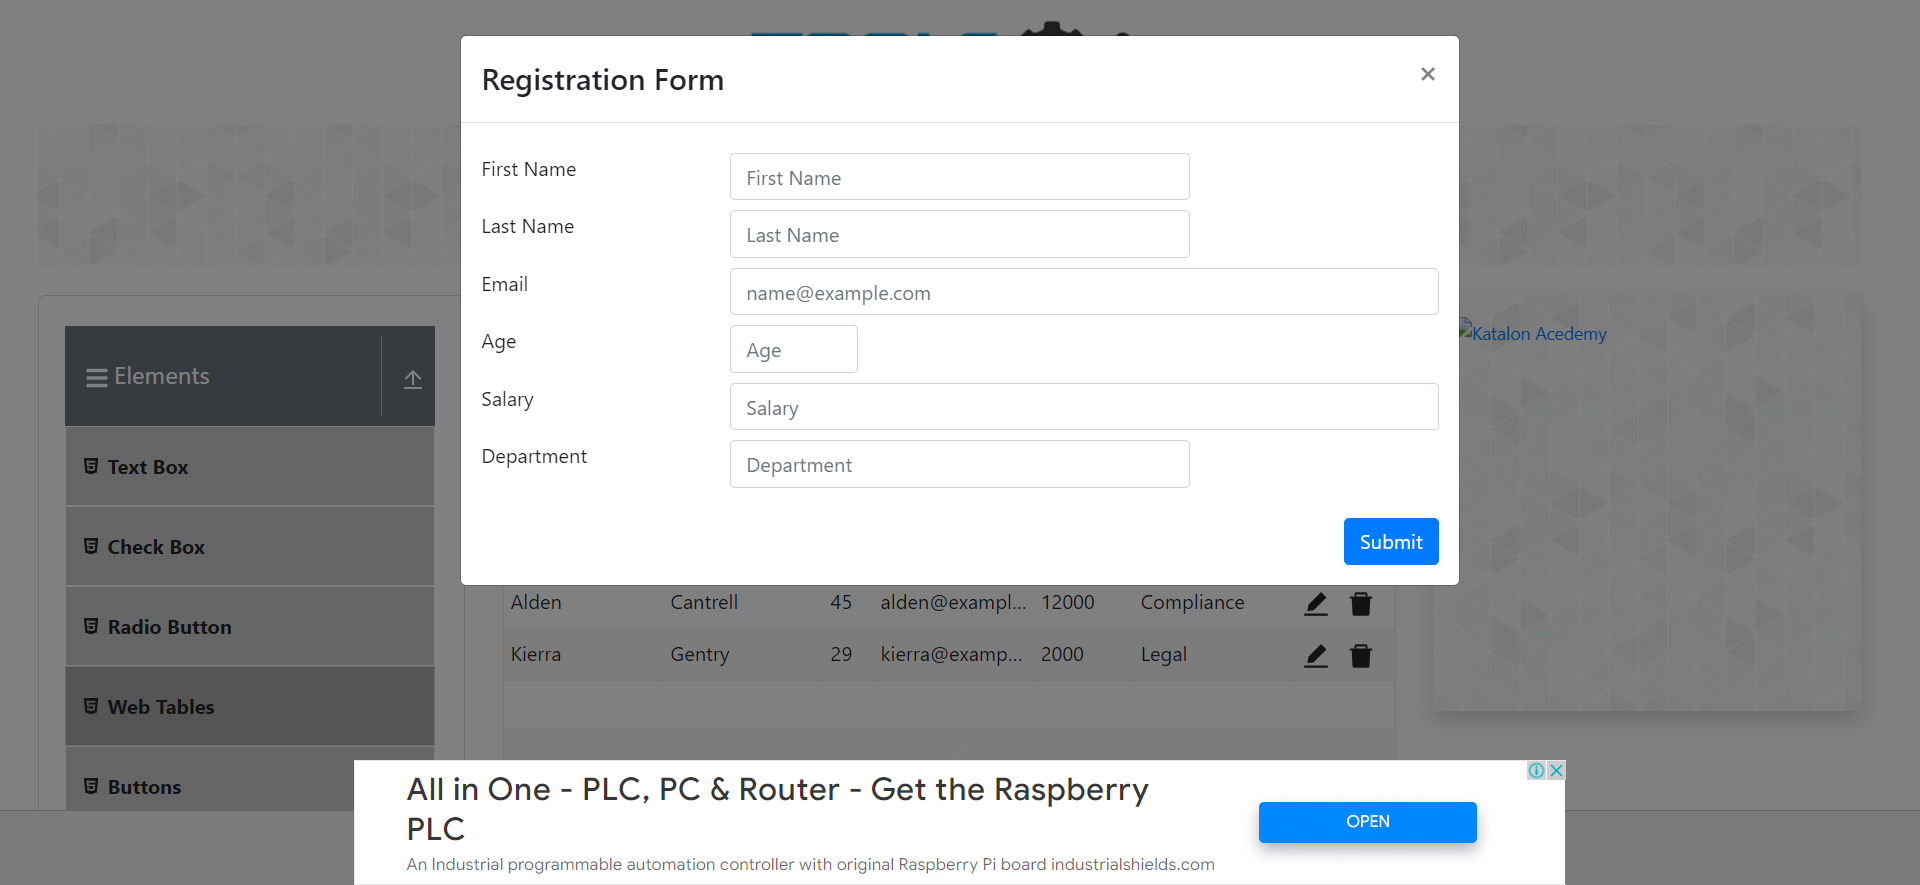 Registration Form
×
First Name
First Name
Last Name
Last Name
Email
name@example.com
Age
Age
Salary
Salary
Department
Department
Submit
Katalon Acedemy
Elements
Text Box
Check Box
Radio Button
Web Tables
Buttons
Alden Cantrell 45 alden@exampl... 12000 Compliance
Kierra Gentry 29 kierra@examp... 2000 Legal
All in One - PLC, PC & Router - Get the Raspberry
PLC
An Industrial programmable automation controller with original Raspberry Pi board industrialshields.com
OPEN